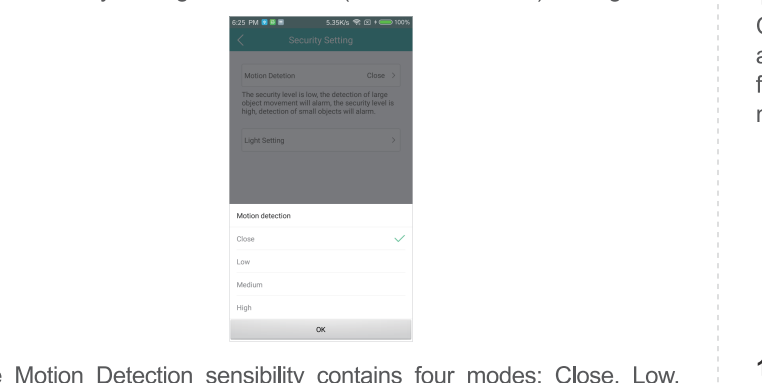 6:25 PM 5.35K/s 100%
Security Setting
Motion Detetion Close >
The security level is low, the detection of large
object movement will alarm, the security level is
high, detection of small objects will alarm.
Light Setting >
Motion detection
Close
Low
Medium
High
OK
Motion Detection sensibility contains four modes: Close, Low,